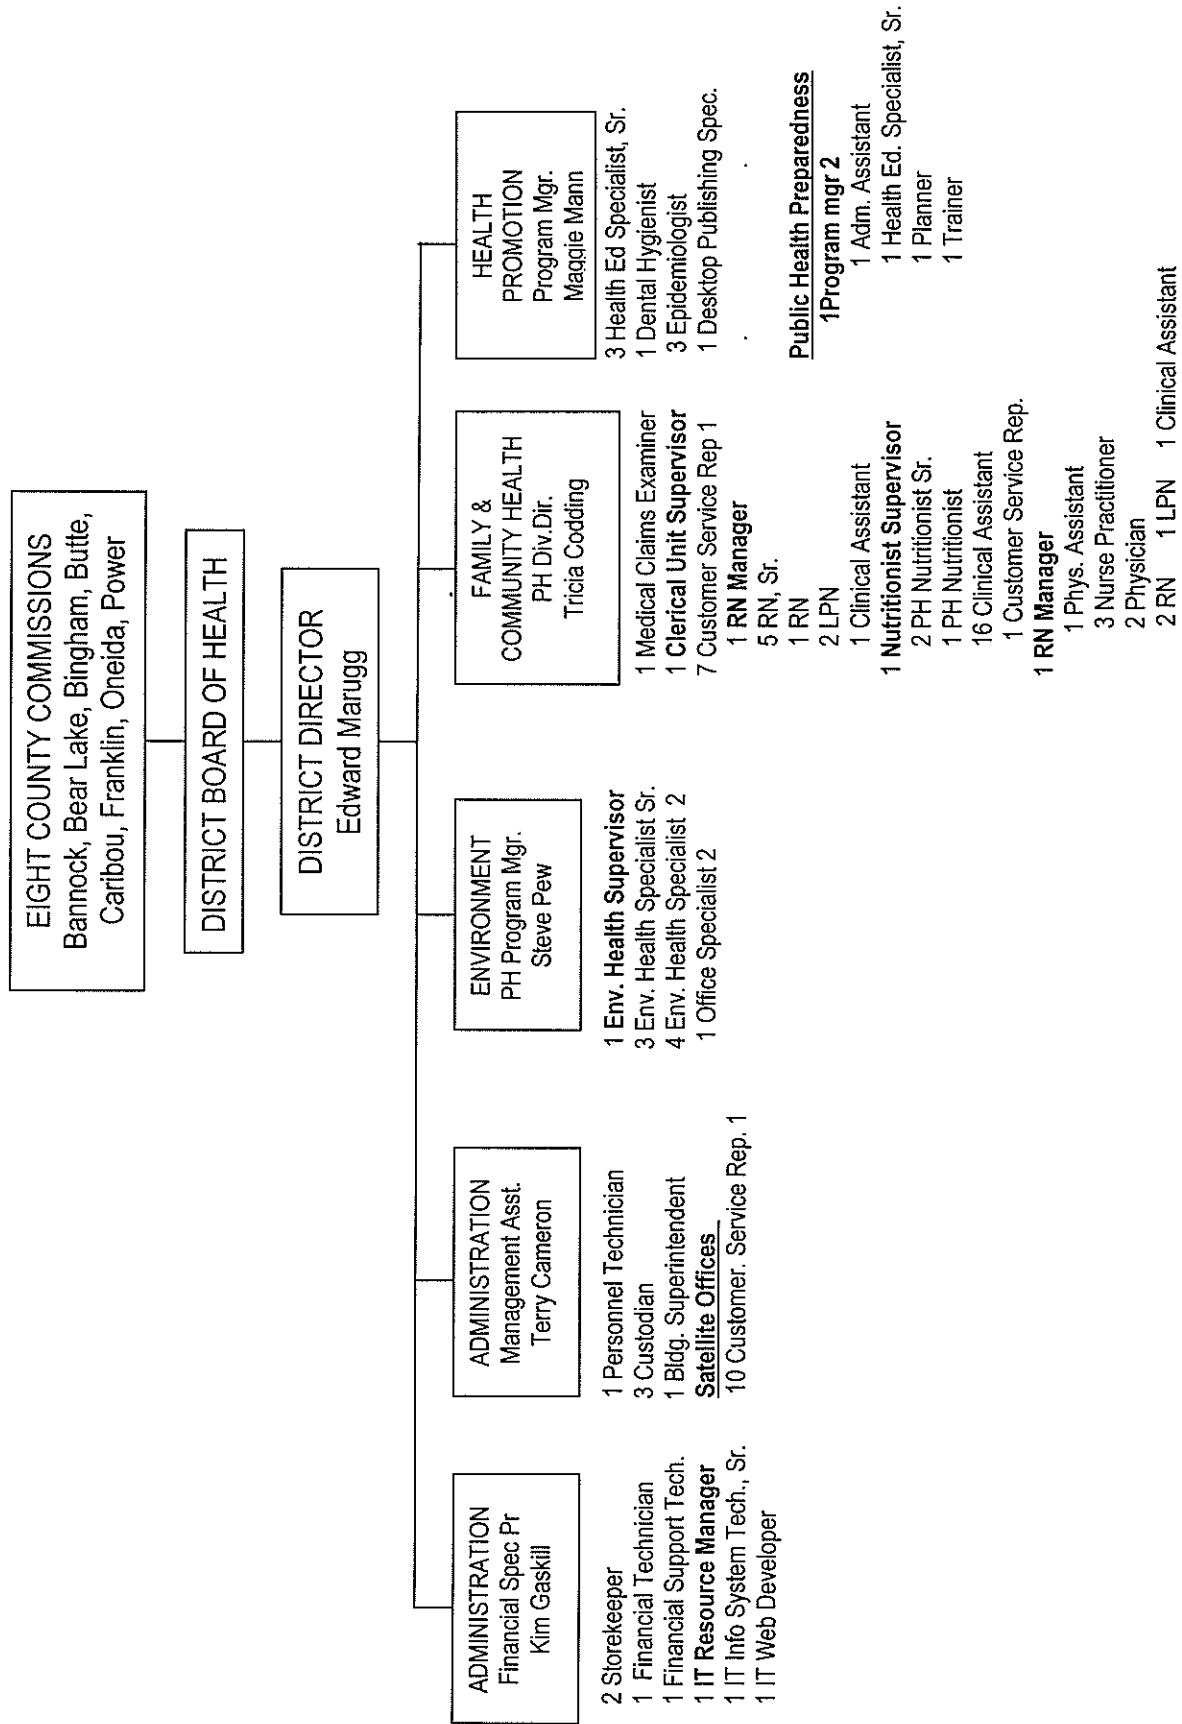 EIGHT COUNTY COMMISSIONS
Bannock, Bear Lake, Bingham, Butte,
Caribou, Franklin, Oneida, Power
DISTRICT BOARD OF HEALTH
DISTRICT DIRECTOR
Edward Marugg
ADMINISTRATION
Financial Spec Pr
Kim Gaskill
2 Storekeeper
1 Financial Technician
1 Financial Support Tech.
1 IT Resource Manager
1 IT Info System Tech., Sr.
1 IT Web Developer
ADMINISTRATION
Management Asst.
Terry Cameron
1 Personnel Technician
3 Custodian
1 Bldg. Superintendent
Satellite Offices
10 Customer. Service Rep. 1
ENVIRONMENT
PH Program Mgr.
Steve Pew
1 Env. Health Supervisor
3 Env. Health Specialist Sr.
4 Env. Health Specialist 2
1 Office Specialist 2
FAMILY &
COMMUNITY HEALTH
PH Div.Dir.
Tricia Codding
1 Medical Claims Examiner
1 Clerical Unit Supervisor
7 Customer Service Rep 1
1 RN Manager
5 RN, Sr.
1 RN
2 LPN
1 Clinical Assistant
1 Nutritionist Supervisor
2 PH Nutritionist Sr.
1 PH Nutritionist
16 Clinical Assistant
1 Customer Service Rep.
1 RN Manager
1 Phys. Assistant
3 Nurse Practitioner
2 Physician
2 RN 1 LPN 1 Clinical Assistant
HEALTH
PROMOTION
Program Mgr.
Maggie Mann
3 Health Ed Specialist, Sr.
1 Dental Hygienist
3 Epidemiologist
1 Desktop Publishing Spec.
Public Health Preparedness
1Program mgr 2
1 Adm. Assistant
1 Health Ed. Specialist, Sr.
1 Planner
1 Trainer